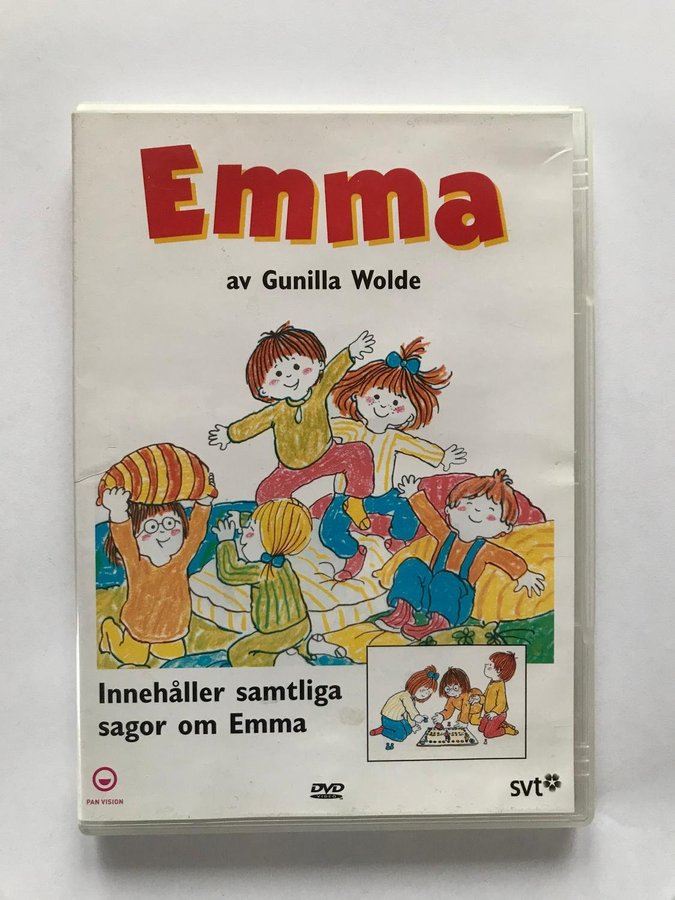 Emma
av Gunilla Wolde
Innehåller samtliga
sagor om Emma
PAN VISION
DVD
VIDEO
svt